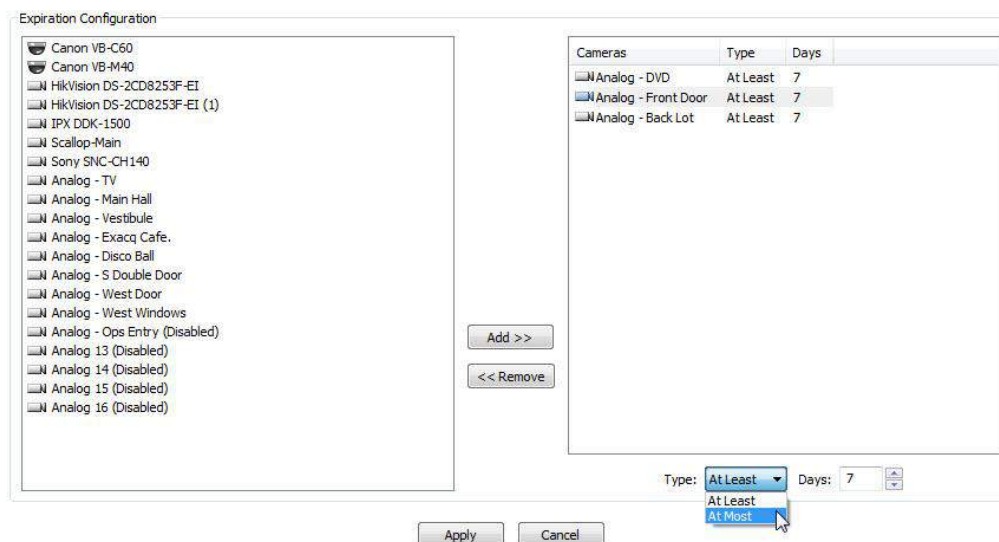 Expiration Configuration
Canon VB-C60
Canon VB-M40
HikVision DS-2CD8253F-EI
HikVision DS-2CD8253F-EI (1)
IPX DDK-1500
Scallop-Main
Sony SNC-CH140
Analog - TV
Analog - Main Hall
Analog - Vestibule
Analog - Exacq Cafe.
Analog - Disco Ball
Analog - S Double Door
Analog - West Door
Analog - West Windows
Analog - Ops Entry (Disabled)
Analog 13 (Disabled)
Analog 14 (Disabled)
Analog 15 (Disabled)
Analog 16 (Disabled)
Add >>
<< Remove
Cameras Type Days
Analog - DVD At Least 7
Analog - Front Door At Least 7
Analog - Back Lot At Least 7
Type: At Least Days: 7
At Least
At Most
Apply Cancel